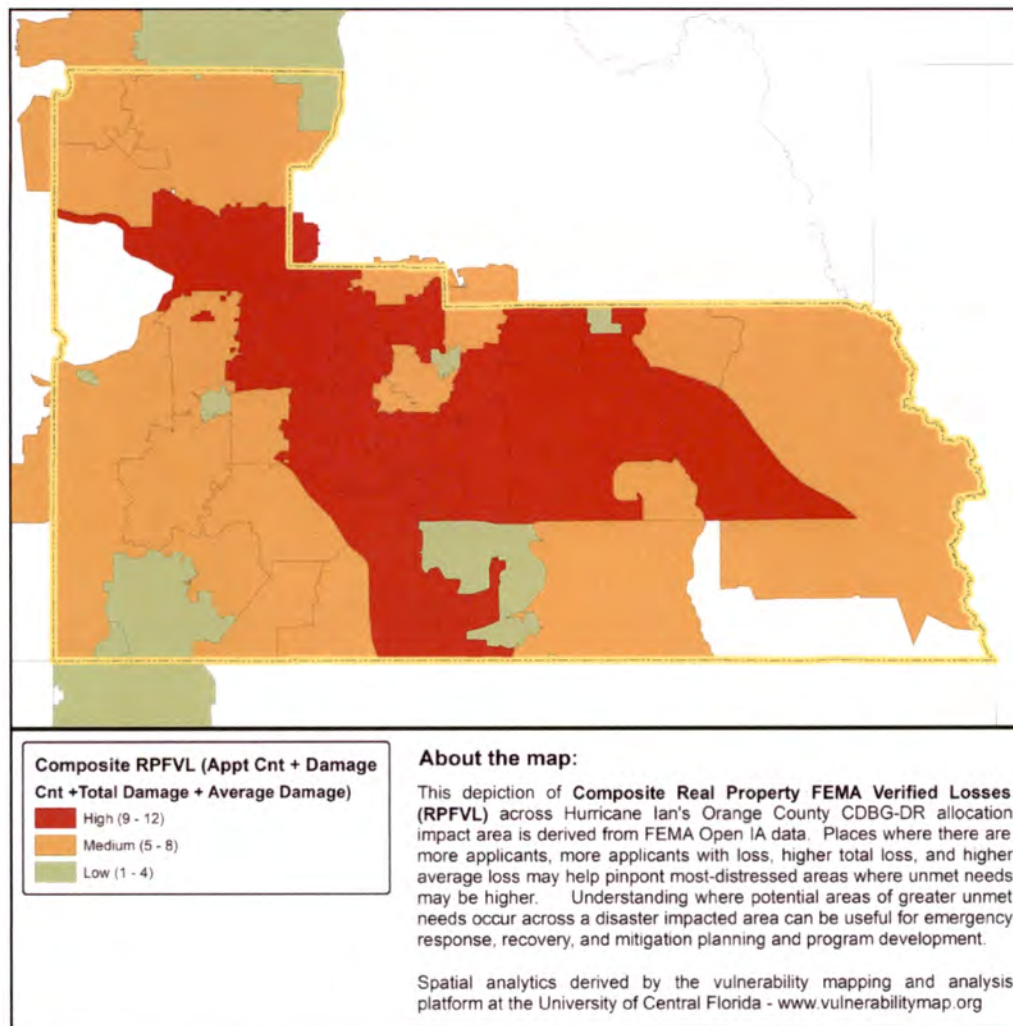 Composite RPFVL (Appt Cnt + Damage
Cnt +Total Damage + Average Damage)
High (9 - 12)
Medium (5 - 8)
Low (1 - 4)
About the map:
This depiction of Composite Real Property FEMA Verified Losses
(RPFVL) across Hurricane Ian's Orange County CDBG-DR allocation
impact area is derived from FEMA Open IA data. Places where there are
more applicants, more applicants with loss, higher total loss, and higher
average loss may help pinpont most-distressed areas where unmet needs
may be higher. Understanding where potential areas of greater unmet
needs occur across a disaster impacted area can be useful for emergency
response, recovery, and mitigation planning and program development.
Spatial analytics derived by the vulnerability mapping and analysis
platform at the University of Central Florida - www.vulnerabilitymap.org